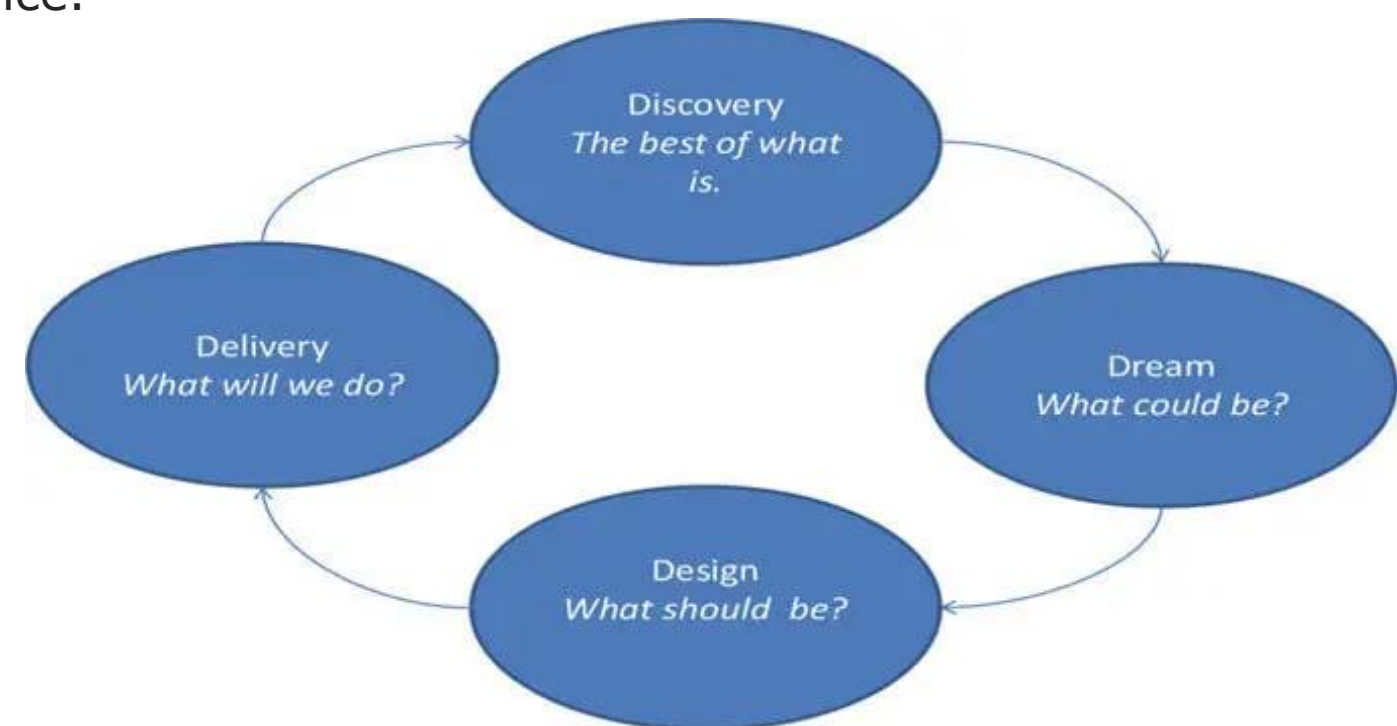 nce.
Discovery
The best of what
is.
Dream
What could be?
Design
What should  be?
Delivery
What will we do?